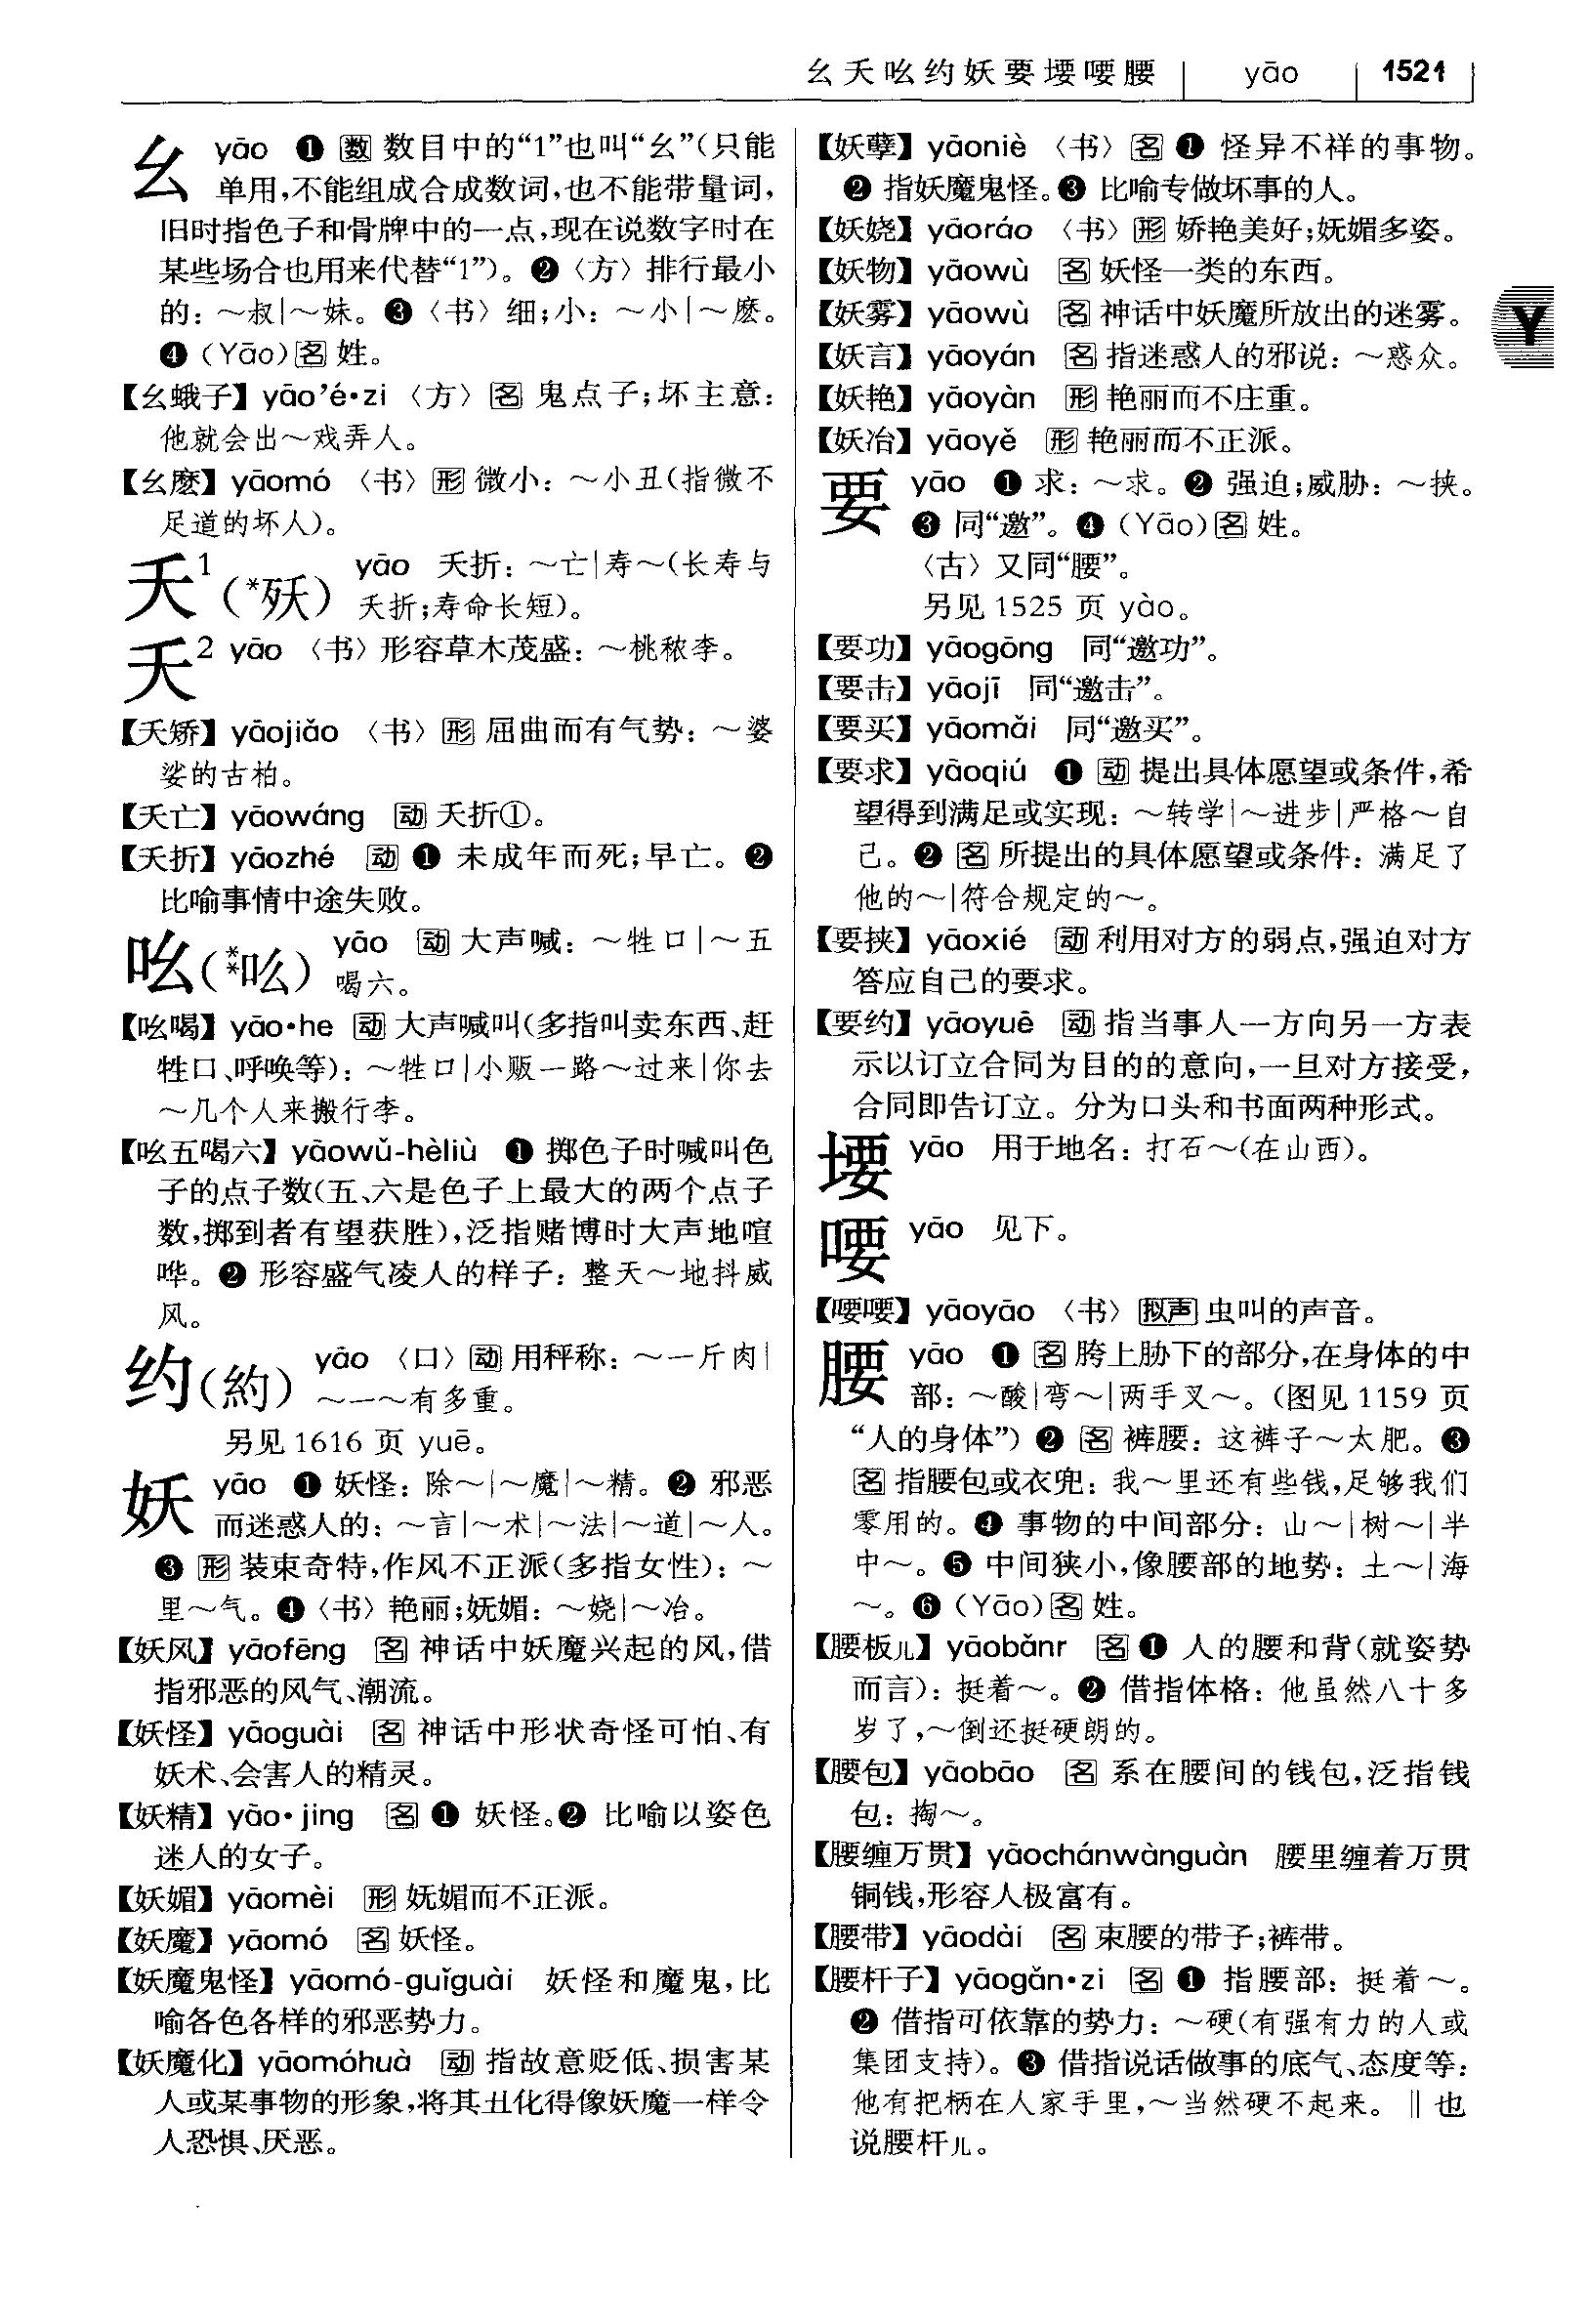 幺夭吆约妖要㙘喓腰 yāo 1521
幺 yāo ❶ 数 数目中的“1”也叫“幺”(只能
单用,不能组成合成数词,也不能带量词,
旧时指色子和骨牌中的一点,现在说数字时在
某些场合也用来代替“1”)。❷〈方〉排行最小
的:～叔|～妹。❸〈书〉细;小:～小|～麽。
❹(Yāo)名 姓。
【幺蛾子】yāo’é·zi〈方〉名 鬼点子;坏主意:
他就会出～戏弄人。
【幺麽】yāomó〈书〉形 微小:～小丑(指微不
足道的坏人)。
夭1(*殀) yāo 夭折:～亡|寿～(长寿与
夭折;寿命长短)。
夭2 yāo〈书〉形容草木茂盛:～桃秾李。
【夭矫】yāojiǎo〈书〉形 屈曲而有气势:～婆
娑的古柏。
【夭亡】yāowáng 动 夭折①。
【夭折】yāozhé 动 ❶ 未成年而死;早亡。❷
比喻事情中途失败。
吆(**吆) yāo 动 大声喊:～牲口|～五
喝六。
【吆喝】yāo·he 动 大声喊叫(多指叫卖东西、赶
牲口、呼唤等):～牲口|小贩一路～过来|你去
～几个人来搬行李。
【吆五喝六】yāowǔ-hèliù ❶ 掷色子时喊叫色
子的点子数(五、六是色子上最大的两个点子
数,掷到者有望获胜),泛指赌博时大声地喧
哗。❷ 形容盛气凌人的样子:整天～地抖威
风。
约(約) yāo〈口〉动 用秤称:～一斤肉|
～一～有多重。
另见 1616 页 yuē。
妖 yāo ❶ 妖怪:除～|～魔|～精。❷ 邪恶
而迷惑人的:～言|～术|～法|～道|～人。
❸ 形 装束奇特,作风不正派(多指女性):～
里～气。❹〈书〉艳丽;妩媚:～娆|～冶。
【妖风】yāofēng 名 神话中妖魔兴起的风,借
指邪恶的风气、潮流。
【妖怪】yāoguài 名 神话中形状奇怪可怕、有
妖术、会害人的精灵。
【妖精】yāo·jing 名 ❶ 妖怪。❷ 比喻以姿色
迷人的女子。
【妖媚】yāomèi 形 妩媚而不正派。
【妖魔】yāomó 名 妖怪。
【妖魔鬼怪】yāomó-guǐguài 妖怪和魔鬼,比
喻各色各样的邪恶势力。
【妖魔化】yāomóhuà 动 指故意贬低、损害某
人或某事物的形象,将其丑化得像妖魔一样令
人恐惧、厌恶。
【妖孽】yāoniè〈书〉名 ❶ 怪异不祥的事物。
❷ 指妖魔鬼怪。❸ 比喻专做坏事的人。
【妖娆】yāoráo〈书〉形 娇艳美好;妩媚多姿。
【妖物】yāowù 名 妖怪一类的东西。
【妖雾】yāowù 名 神话中妖魔所放出的迷雾。
【妖言】yāoyán 名 指迷惑人的邪说:～惑众。
【妖艳】yāoyàn 形 艳丽而不庄重。
【妖冶】yāoyě 形 艳丽而不正派。
Y
要 yāo ❶ 求:～求。❷ 强迫;威胁:～挟。
❸ 同“邀”。❹(Yāo)名 姓。
〈古〉又同“腰”。
另见 1525 页 yào。
【要功】yāogōng 同“邀功”。
【要击】yāojī 同“邀击”。
【要买】yāomǎi 同“邀买”。
【要求】yāoqiú ❶ 动 提出具体愿望或条件,希
望得到满足或实现:～转学|～进步|严格～自
己。❷ 名 所提出的具体愿望或条件:满足了
他的～|符合规定的～。
【要挟】yāoxié 动 利用对方的弱点,强迫对方
答应自己的要求。
【要约】yāoyuē 动 指当事人一方向另一方表
示以订立合同为目的的意向,一旦对方接受,
合同即告订立。分为口头和书面两种形式。
㙘 yāo 用于地名:打石～(在山西)。
喓 yāo 见下。
【喓喓】yāoyāo〈书〉拟声 虫叫的声音。
腰 yāo ❶ 名 胯上胁下的部分,在身体的中
部:～酸|弯～|两手叉～。(图见 1159 页
“人的身体”)❷ 名 裤腰:这裤子～太肥。❸
名 指腰包或衣兜:我～里还有些钱,足够我们
零用的。❹ 事物的中间部分:山～|树～|半
中～。❺ 中间狭小,像腰部的地势:土～|海
～。❻(Yāo)名 姓。
【腰板儿】yāobǎnr 名 ❶ 人的腰和背(就姿势
而言):挺着～。❷ 借指体格:他虽然八十多
岁了,～倒还挺硬朗的。
【腰包】yāobāo 名 系在腰间的钱包,泛指钱
包:掏～。
【腰缠万贯】yāochánwànguàn 腰里缠着万贯
铜钱,形容人极富有。
【腰带】yāodài 名 束腰的带子;裤带。
【腰杆子】yāogǎn·zi 名 ❶ 指腰部:挺着～。
❷ 借指可依靠的势力:～硬(有强有力的人或
集团支持)。❸ 借指说话做事的底气、态度等:
他有把柄在人家手里,～当然硬不起来。‖也
说腰杆儿。